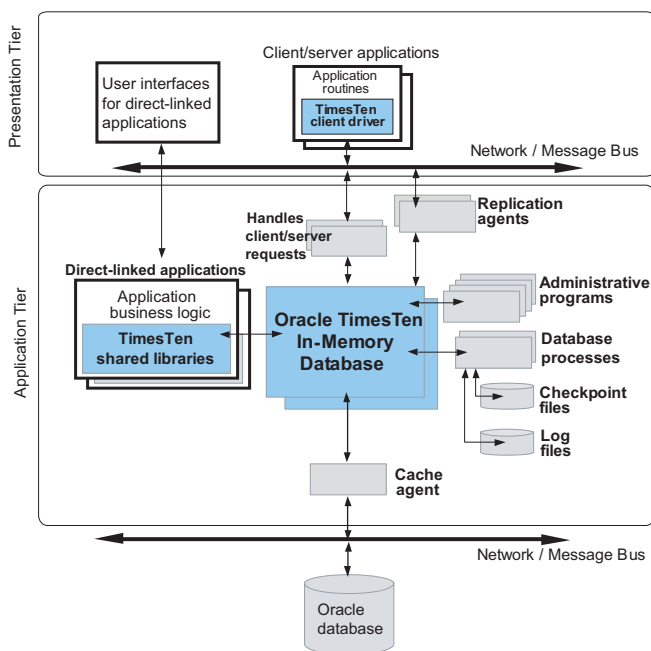 Presentation Tier
Client/server applications
User interfaces
for direct-linked
applications
Application
routines
TimesTen
client driver
Network / Message Bus
Application Tier
Handles
client/server
requests
Replication
agents
Direct-linked applications
Application
business logic
TimesTen
shared libraries
Oracle TimesTen
In-Memory
Database
Administrative
programs
Database
processes
Checkpoint
files
Log
files
Cache
agent
Network / Message Bus
Oracle
database